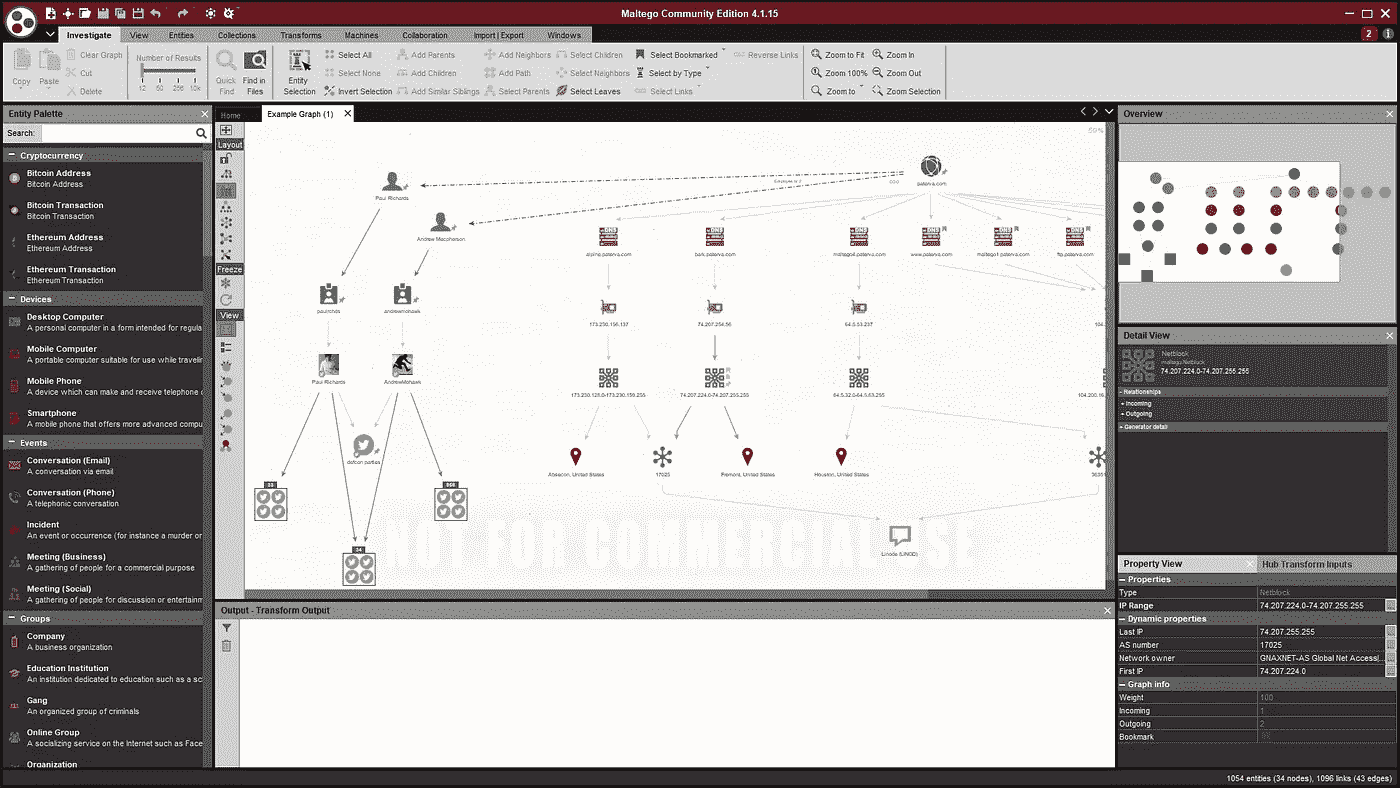 Maltego Community Edition 4.1.15
Investigate View Entities Collections Transforms Machines Collaboration Import | Export Windows
2
Copy Paste Clear Graph Cut Delete
Number of Results
12 50 256 10k
Quick Find
Find in Files
Entity Selection
Select All Add Parents Add Neighbors Select Children Select Bookmarked Reverse Links Zoom to Fit Zoom In
Select None Add Children Add Path Select Neighbors Select by Type Zoom 100% Zoom Out
Invert Selection Add Similar Siblings Select Parents Select Leaves Select Links Zoom to Zoom Selection
Entity Palette
Search:
Cryptocurrency
Bitcoin Address
Bitcoin Address
Bitcoin Transaction
Bitcoin Transaction
Ethereum Address
Ethereum Address
Ethereum Transaction
Ethereum Transaction
Devices
Desktop Computer
A personal computer in a form intended for regula
Mobile Computer
A portable computer suitable for use while traveli
Mobile Phone
A device which can make and receive telephone
Smartphone
A mobile phone that offers more advanced compu
Events
Conversation (Email)
A conversation via email
Conversation (Phone)
A telephonic conversation
Incident
An event or occurrence (for instance a murder or
Meeting (Business)
A gathering of people for a commercial purpose
Meeting (Social)
A gathering of people for discussion or entertainm
Groups
Company
A business organization
Education Institution
An institution dedicated to education such as a sc
Gang
An organized group of criminals
Online Group
A socializing service on the Internet such as Face
Organization
Home Example Graph (1)
Layout
Freeze
View
50%
paterva.com
Paul Richards
Andrew Macpherson
alpine.paterva.com bark.paterva.com maltego4.paterva.com www.paterva.com maltego1.paterva.com ftp.paterva.com
paulrchds andrewmohawk
173.230.156.137 74.207.254.56 64.5.53.237 104.
Paul Richards AndrewMohawk
173.230.128.0-173.230.159.255 74.207.224.0-74.207.255.255 64.5.32.0-64.5.63.255 104.200.16.
defcon parties
Absecon, United States 17025 Fremont, United States Houston, United States 3635
33
34
Linode (LINOD)
NOT FOR COMMERCIAL USE
Output - Transform Output
Overview
Detail View
Netblock
maltego.Netblock
74.207.224.0-74.207.255.255
Relationships
Incoming
Outgoing
Generator detail
Property View Hub Transform Inputs
Properties
Type Netblock
IP Range 74.207.224.0-74.207.255.255
Dynamic properties
Last IP 74.207.255.255
AS number 17025
Network owner GNAXNET-AS Global Net Access|...
First IP 74.207.224.0
Graph info
Weight 100
Incoming 1
Outgoing 2
Bookmark
1054 entities (34 nodes), 1096 links (43 edges)